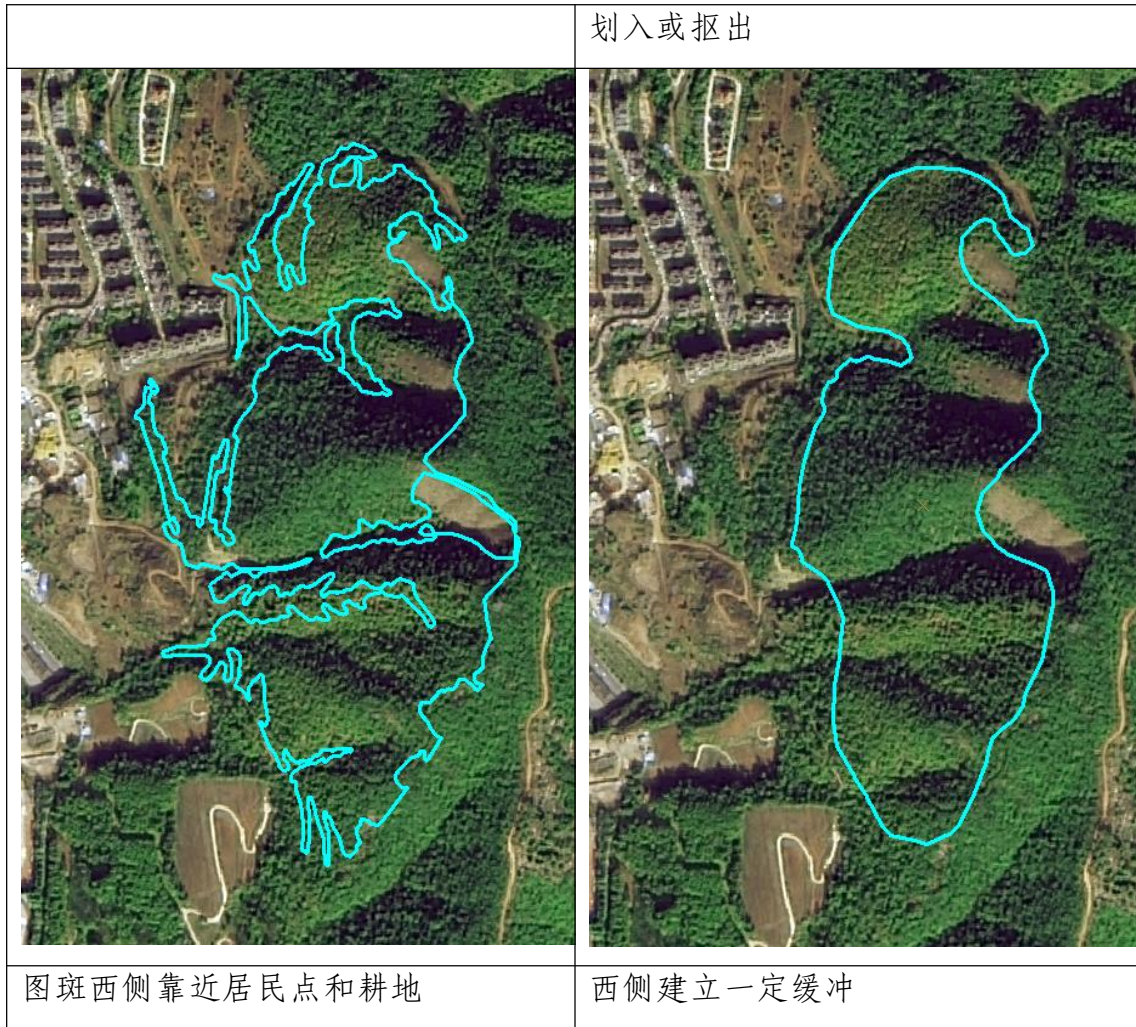 划入或抠出
图斑西侧靠近居民点和耕地
西侧建立一定缓冲